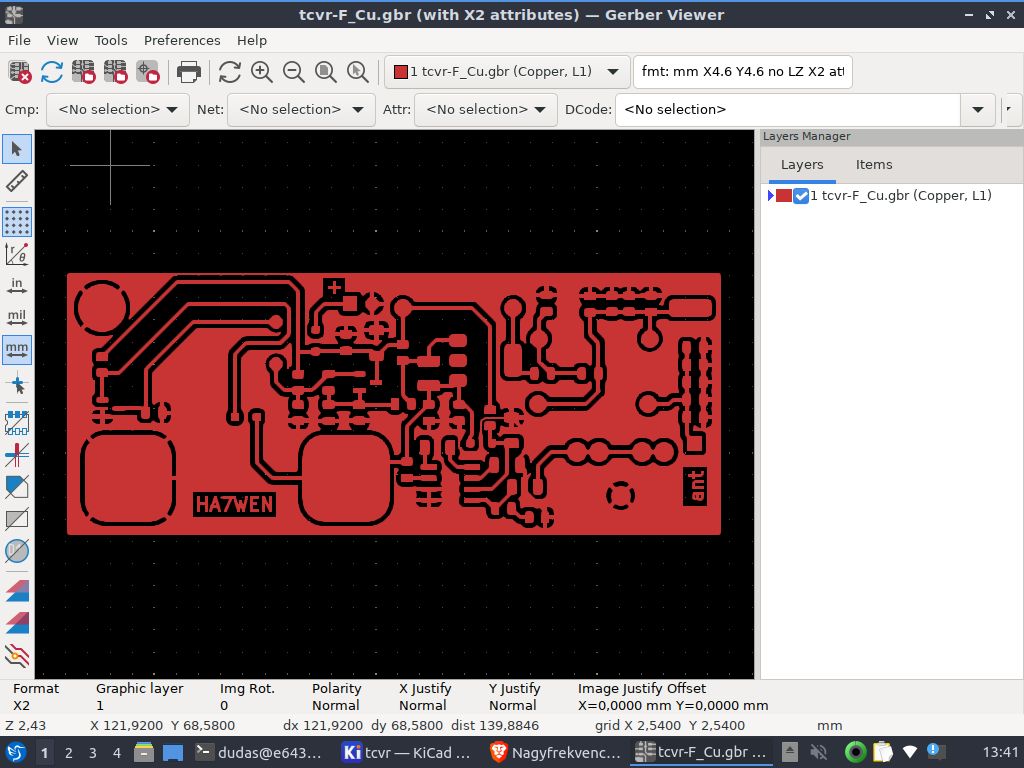 tcvr-F_Cu.gbr (with X2 attributes) — Gerber Viewer
File View Tools Preferences Help
1 tcvr-F_Cu.gbr (Copper, L1) fmt: mm X4.6 Y4.6 no LZ X2 att
Cmp: <No selection> Net: <No selection> Attr: <No selection> DCode: <No selection>
Layers Manager
Layers Items
1 tcvr-F_Cu.gbr (Copper, L1)
r θ
in
mil
mm
+
HA7WEN
ant
Format Graphic layer Img Rot. Polarity X Justify Y Justify Image Justify Offset
X2 1 0 Normal Normal Normal X=0,0000 mm Y=0,0000 mm
Z 2,43 X 121,9200 Y 68,5800 dx 121,9200 dy 68,5800 dist 139,8846 grid X 2,5400 Y 2,5400 mm
1 2 3 4 dudas@e643... Ki tcvr — KiCad ... Nagyfrekvenc... tcvr-F_Cu.gbr ... 13:41